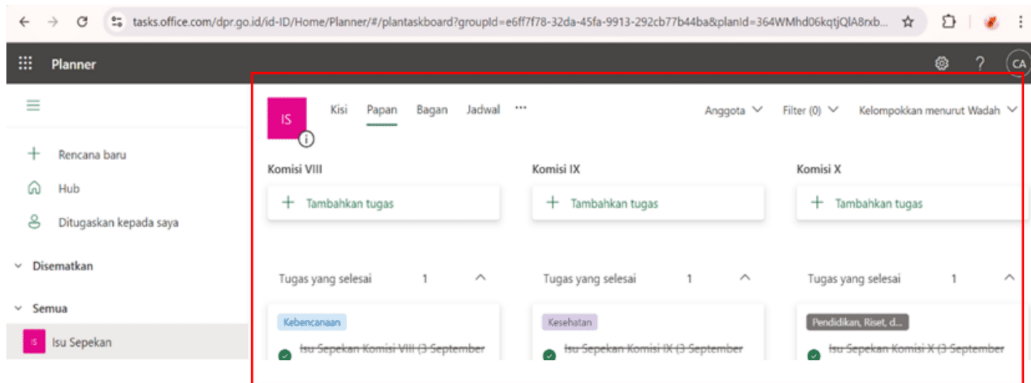 tasks.office.com/dpr.go.id/id-ID/Home/Planner/#/plantaskboard?groupId=e6ff7f78-32da-45fa-9913-292cb77b44ba&planId=364WMhd06kqtjQlA8rxb...
Planner
?
CA
IS
Kisi Papan Bagan Jadwal ...
Anggota Filter (0) Kelompokkan menurut Wadah
Rencana baru
Hub
Ditugaskan kepada saya
Disematkan
Semua
IS Isu Sepekan
Komisi VIII Komisi IX Komisi X
+ Tambahkan tugas + Tambahkan tugas + Tambahkan tugas
Tugas yang selesai 1 Tugas yang selesai 1 Tugas yang selesai 1
Kebencanaan Kesehatan Pendidikan, Riset, d...
Isu Sepekan Komisi VIII (3 September Isu Sepekan Komisi IX (3 September Isu Sepekan Komisi X (3 September